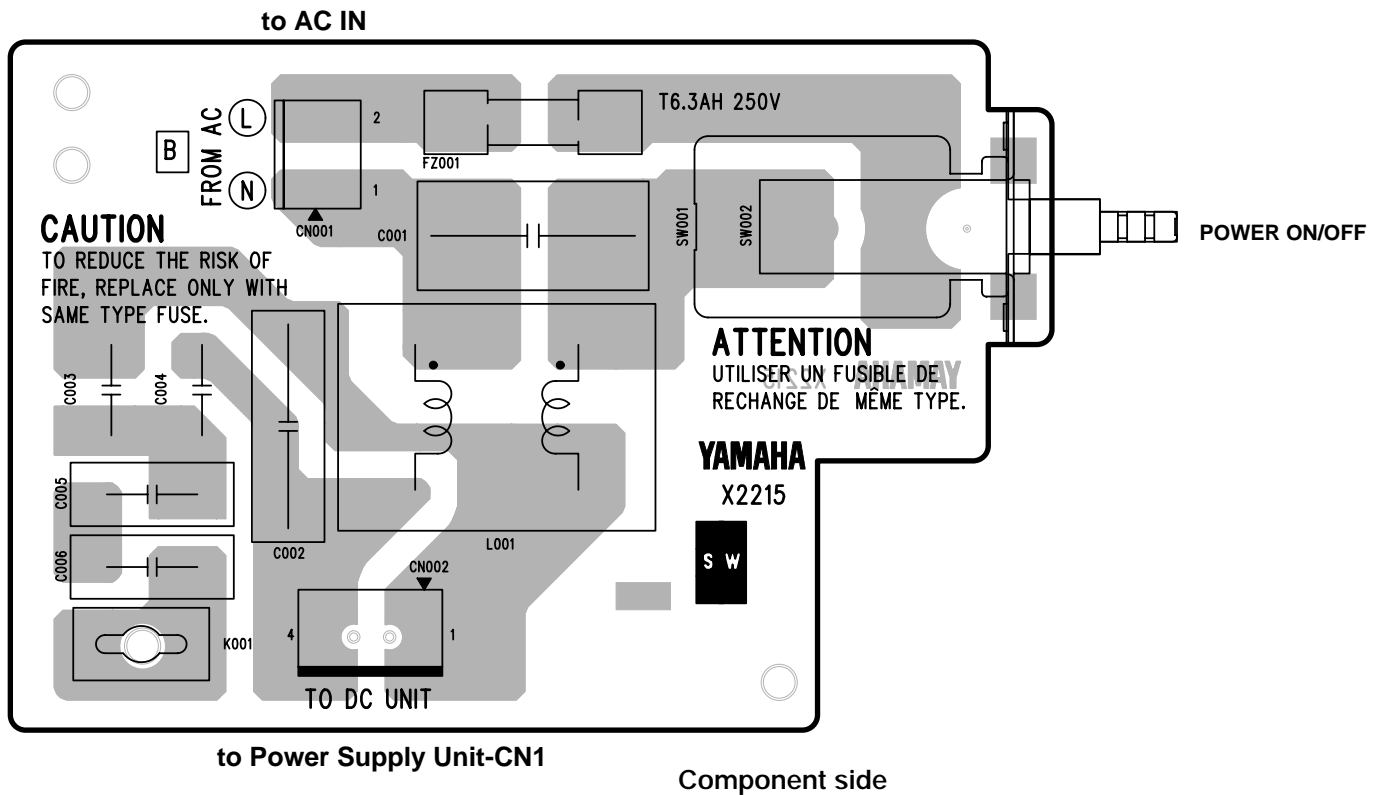 to AC IN
T6.3AH 250V
FZ001
L
2
FROM AC
B
N
1
CN001
C001
SW001
SW002
POWER ON/OFF
CAUTION
TO REDUCE THE RISK OF
FIRE, REPLACE ONLY WITH
SAME TYPE FUSE.
ATTENTION
UTILISER UN FUSIBLE DE
RECHANGE DE MÊME TYPE.
YAMAHA
X2215
C003
C004
YAMAHA
X2215
C005
C006
C002
L001
S W
CN002
4
1
K001
TO DC UNIT
to Power Supply Unit-CN1
Component side